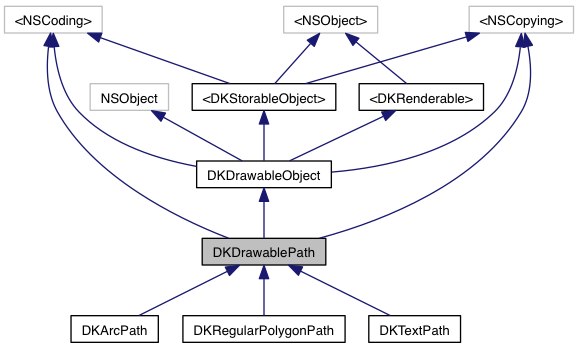 <NSCoding>
<NSObject>
<NSCopying>
NSObject
<DKStorableObject>
<DKRenderable>
DKDrawableObject
DKDrawablePath
DKArcPath
DKRegularPolygonPath
DKTextPath